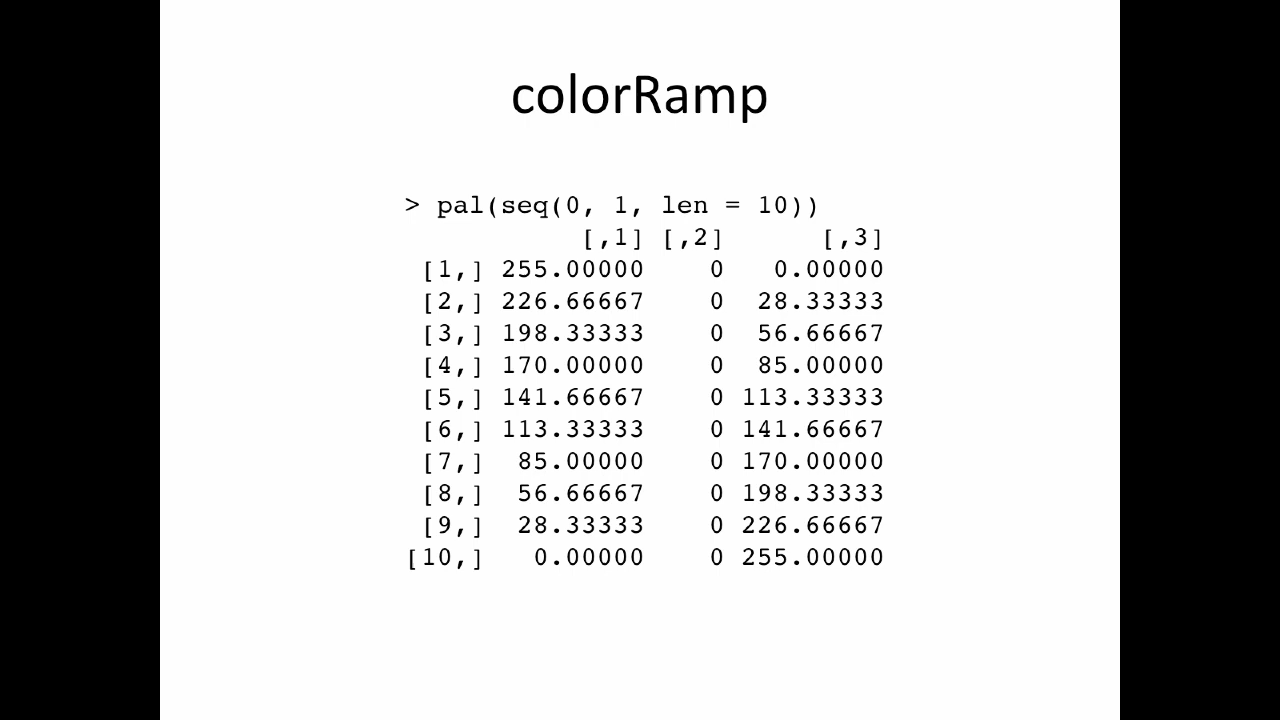 colorRamp
> pal(seq(0, 1, len = 10))
[,1] [,2] [,3]
[1,] 255.00000 0 0.00000
[2,] 226.66667 0 28.33333
[3,] 198.33333 0 56.66667
[4,] 170.00000 0 85.00000
[5,] 141.66667 0 113.33333
[6,] 113.33333 0 141.66667
[7,] 85.00000 0 170.00000
[8,] 56.66667 0 198.33333
[9,] 28.33333 0 226.66667
[10,] 0.00000 0 255.00000